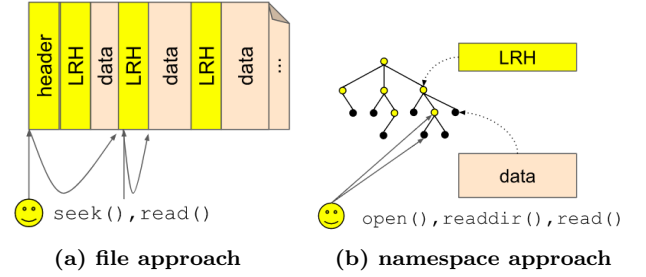 header
LRH
data
LRH
data
LRH
data
...
seek(),read()
(a) file approach
LRH
data
open(),readdir(),read()
(b) namespace approach